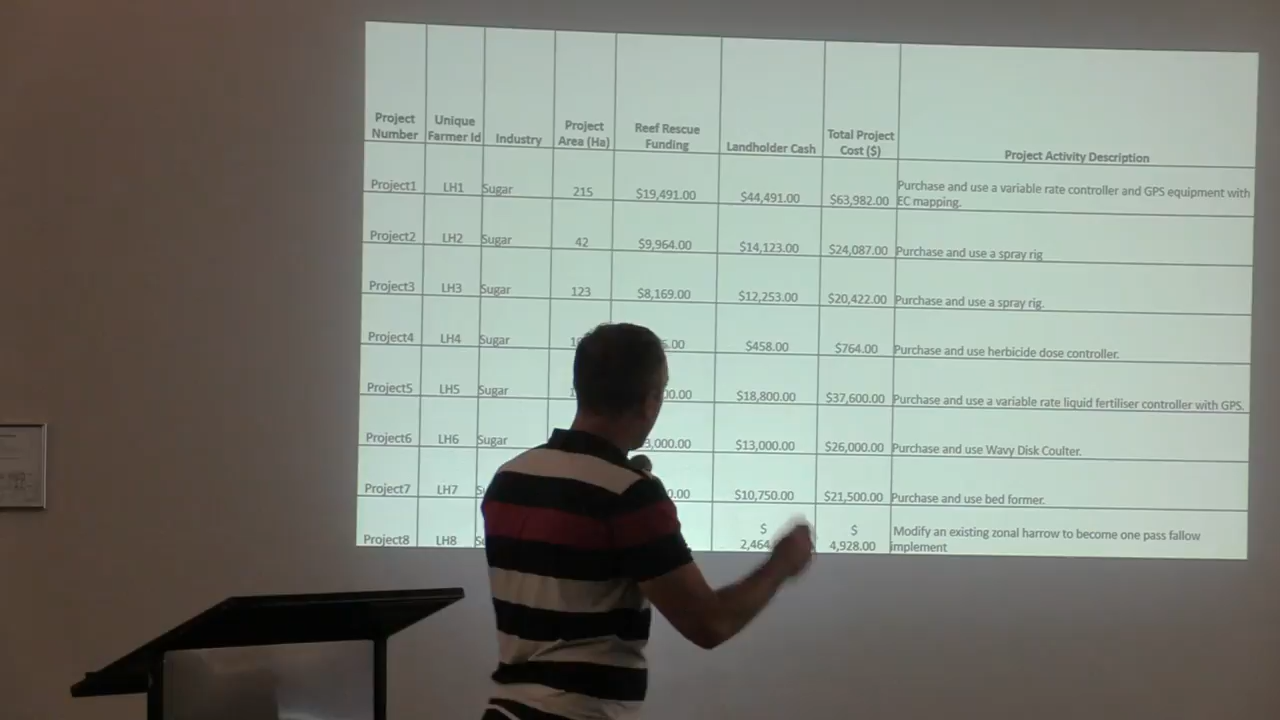 Project Number Unique Farmer Id Industry Project Area (Ha) Reef Rescue Funding Landholder Cash Total Project Cost ($) Project Activity Description
Project1 LH1 Sugar 215 $19,491.00 $44,491.00 $63,982.00 Purchase and use a variable rate controller and GPS equipment with
EC mapping.
Project2 LH2 Sugar 42 $9,964.00 $14,123.00 $24,087.00 Purchase and use a spray rig
Project3 LH3 Sugar 123 $8,169.00 $12,253.00 $20,422.00 Purchase and use a spray rig.
Project4 LH4 Sugar $458.00 $764.00 Purchase and use herbicide dose controller.
Project5 LH5 Sugar $18,800.00 $37,600.00 Purchase and use a variable rate liquid fertiliser controller with GPS.
Project6 LH6 Sugar 3,000.00 $13,000.00 $26,000.00 Purchase and use Wavy Disk Coulter.
Project7 LH7 $10,750.00 $21,500.00 Purchase and use bed former.
Project8 LH8 $ 2,464 $ 4,928.00 Modify an existing zonal harrow to become one pass fallow
implement